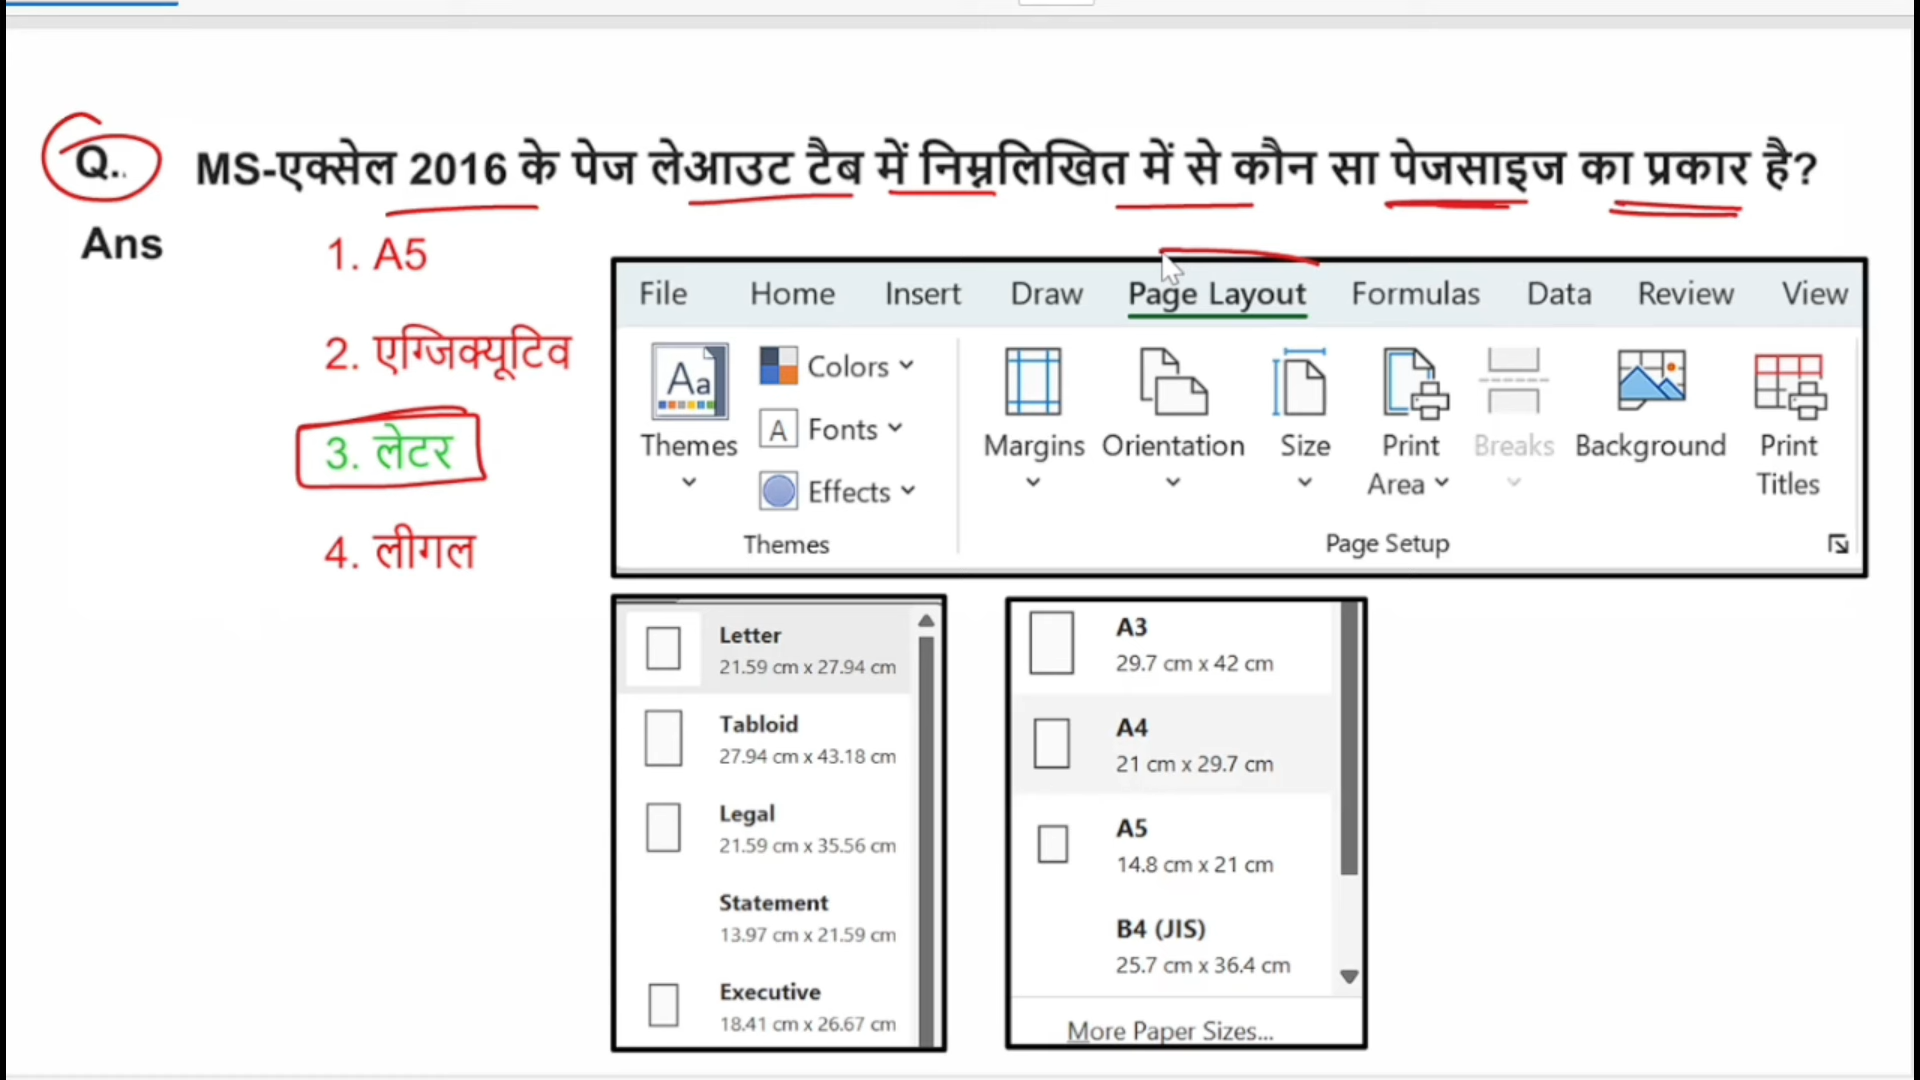 Q.. MS-एक्सेल 2016 के पेज लेआउट टैब में निम्नलिखित में से कौन सा पेजसाइज का प्रकार है?
Ans
1. A5
2. एग्जिक्यूटिव
3. लेटर
4. लीगल
File Home Insert Draw Page Layout Formulas Data Review View
Themes
Colors
Fonts
Effects
Themes
Margins Orientation Size Print Area Breaks Background Print Titles
Page Setup
Letter
21.59 cm x 27.94 cm
Tabloid
27.94 cm x 43.18 cm
Legal
21.59 cm x 35.56 cm
Statement
13.97 cm x 21.59 cm
Executive
18.41 cm x 26.67 cm
A3
29.7 cm x 42 cm
A4
21 cm x 29.7 cm
A5
14.8 cm x 21 cm
B4 (JIS)
25.7 cm x 36.4 cm
More Paper Sizes...